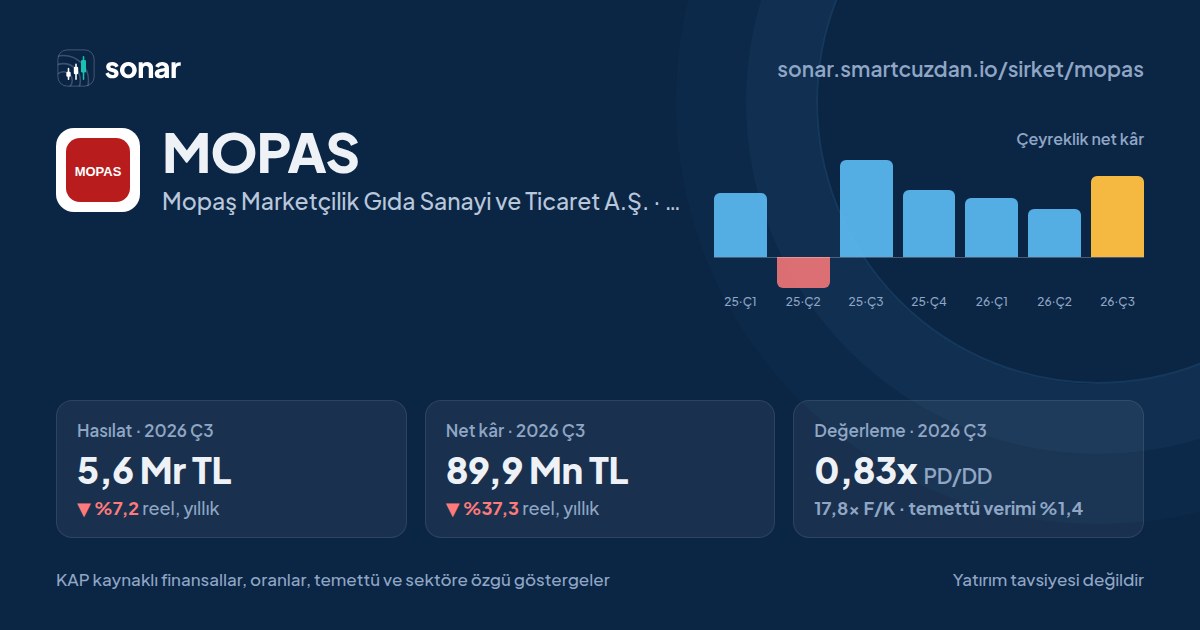 sonar
sonar.smartcuzdan.io/sirket/mopas
MOPAS
MOPAS
Mopaş Marketçilik Gıda Sanayi ve Ticaret A.Ş. · ...
Çeyreklik net kâr
25·Ç1 25·Ç2 25·Ç3 25·Ç4 26·Ç1 26·Ç2 26·Ç3
Hasılat · 2026 Ç3
5,6 Mr TL
▼ %7,2 reel, yıllık
Net kâr · 2026 Ç3
89,9 Mn TL
▼ %37,3 reel, yıllık
Değerleme · 2026 Ç3
0,83x PD/DD
17,8× F/K · temettü verimi %1,4
KAP kaynaklı finansallar, oranlar, temettü ve sektöre özgü göstergeler
Yatırım tavsiyesi değildir